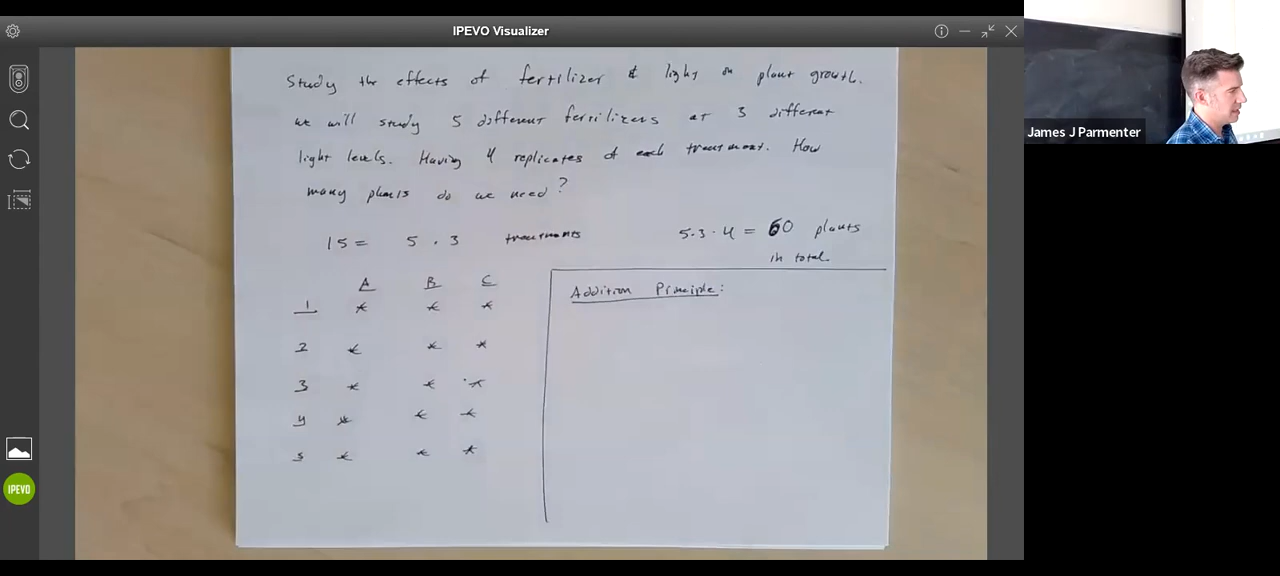 IPEVO Visualizer
James J Parmenter
Study the effects of fertilizer & light on plant growth.
we will study 5 different fertilizers at 3 different
light levels. Having 4 replicates of each treatment. How
many plants do we need?
15 = 5 . 3 treatments
5.3.4 = 60 plants
in total.
A B C
1 * * *
2 * * *
3 * * *
4 * * *
5 * * *
Addition Principle:
IPEVO